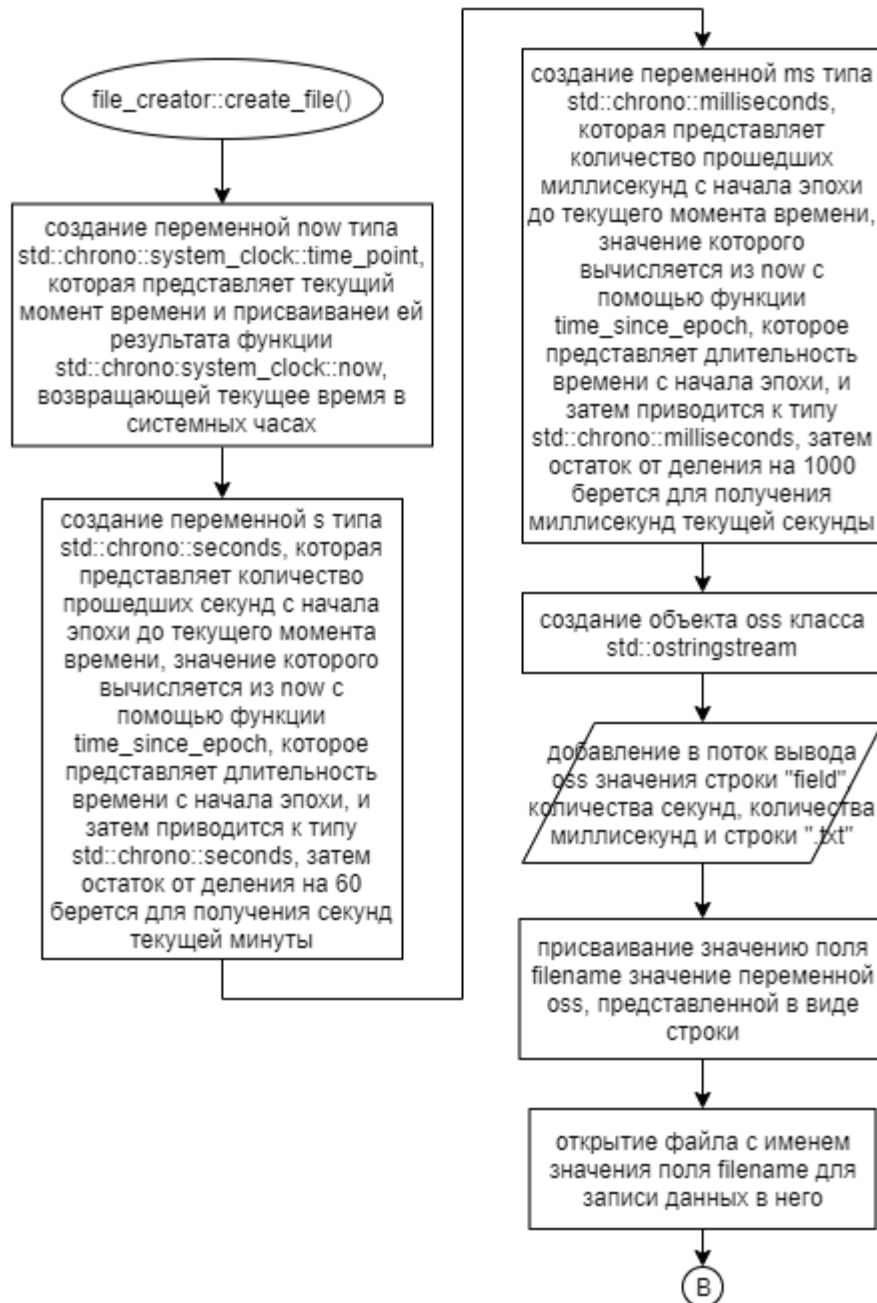 file_creator::create_file()
создание переменной now типа
std::chrono::system_clock::time_point,
которая представляет текущий
момент времени и присваиванеи ей
результата функции
std::chrono:system_clock::now,
возвращающей текущее время в
системных часах
создание переменной s типа
std::chrono::seconds, которая
представляет количество
прошедших секунд с начала
эпохи до текущего момента
времени, значение которого
вычисляется из now с
помощью функции
time_since_epoch, которое
представляет длительность
времени с начала эпохи, и
затем приводится к типу
std::chrono::seconds, затем
остаток от деления на 60
берется для получения секунд
текущей минуты
создание переменной ms типа
std::chrono::milliseconds,
которая представляет
количество прошедших
миллисекунд с начала эпохи
до текущего момента времени,
значение которого
вычисляется из now с
помощью функции
time_since_epoch, которое
представляет длительность
времени с начала эпохи, и
затем приводится к типу
std::chrono::milliseconds, затем
остаток от деления на 1000
берется для получения
миллисекунд текущей секунды
создание объекта oss класса
std::ostringstream
добавление в поток вывода
oss значения строки "field"
количества секунд, количества
миллисекунд и строки ".txt"
присваивание значению поля
filename значение переменной
oss, представленной в виде
строки
открытие файла с именем
значения поля filename для
записи данных в него
B